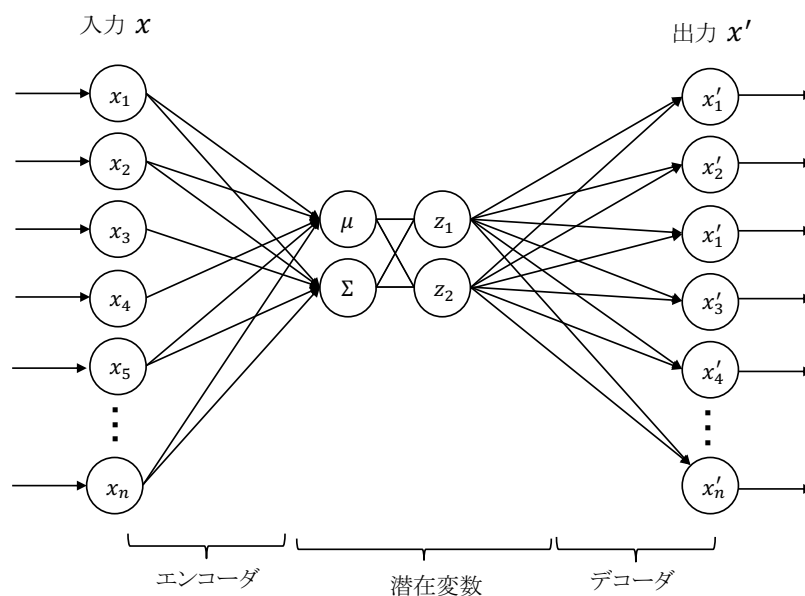 入力 x
出力 x′
x₁
x₂
x₃
x₄
x₅
xₙ
μ
Σ
z₁
z₂
x′₁
x′₂
x′₁
x′₃
x′₄
x′ₙ
エンコーダ
潜在変数
デコーダ